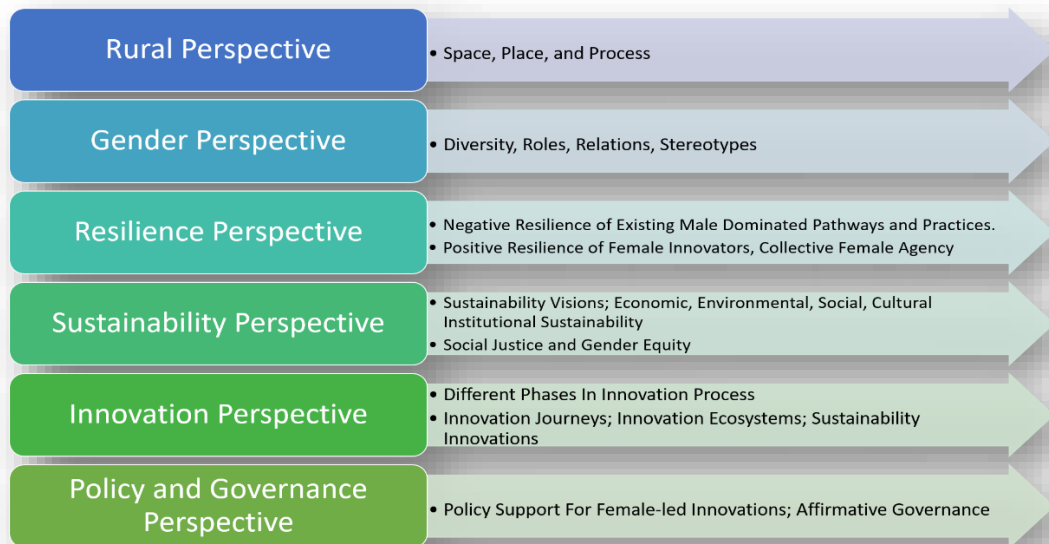 Rural Perspective
• Space, Place, and Process
Gender Perspective
• Diversity, Roles, Relations, Stereotypes
Resilience Perspective
• Negative Resilience of Existing Male Dominated Pathways and Practices.
• Positive Resilience of Female Innovators, Collective Female Agency
Sustainability Perspective
• Sustainability Visions; Economic, Environmental, Social, Cultural
Institutional Sustainability
• Social Justice and Gender Equity
Innovation Perspective
• Different Phases In Innovation Process
• Innovation Journeys; Innovation Ecosystems; Sustainability
Innovations
Policy and Governance
Perspective
• Policy Support For Female-led Innovations; Affirmative Governance